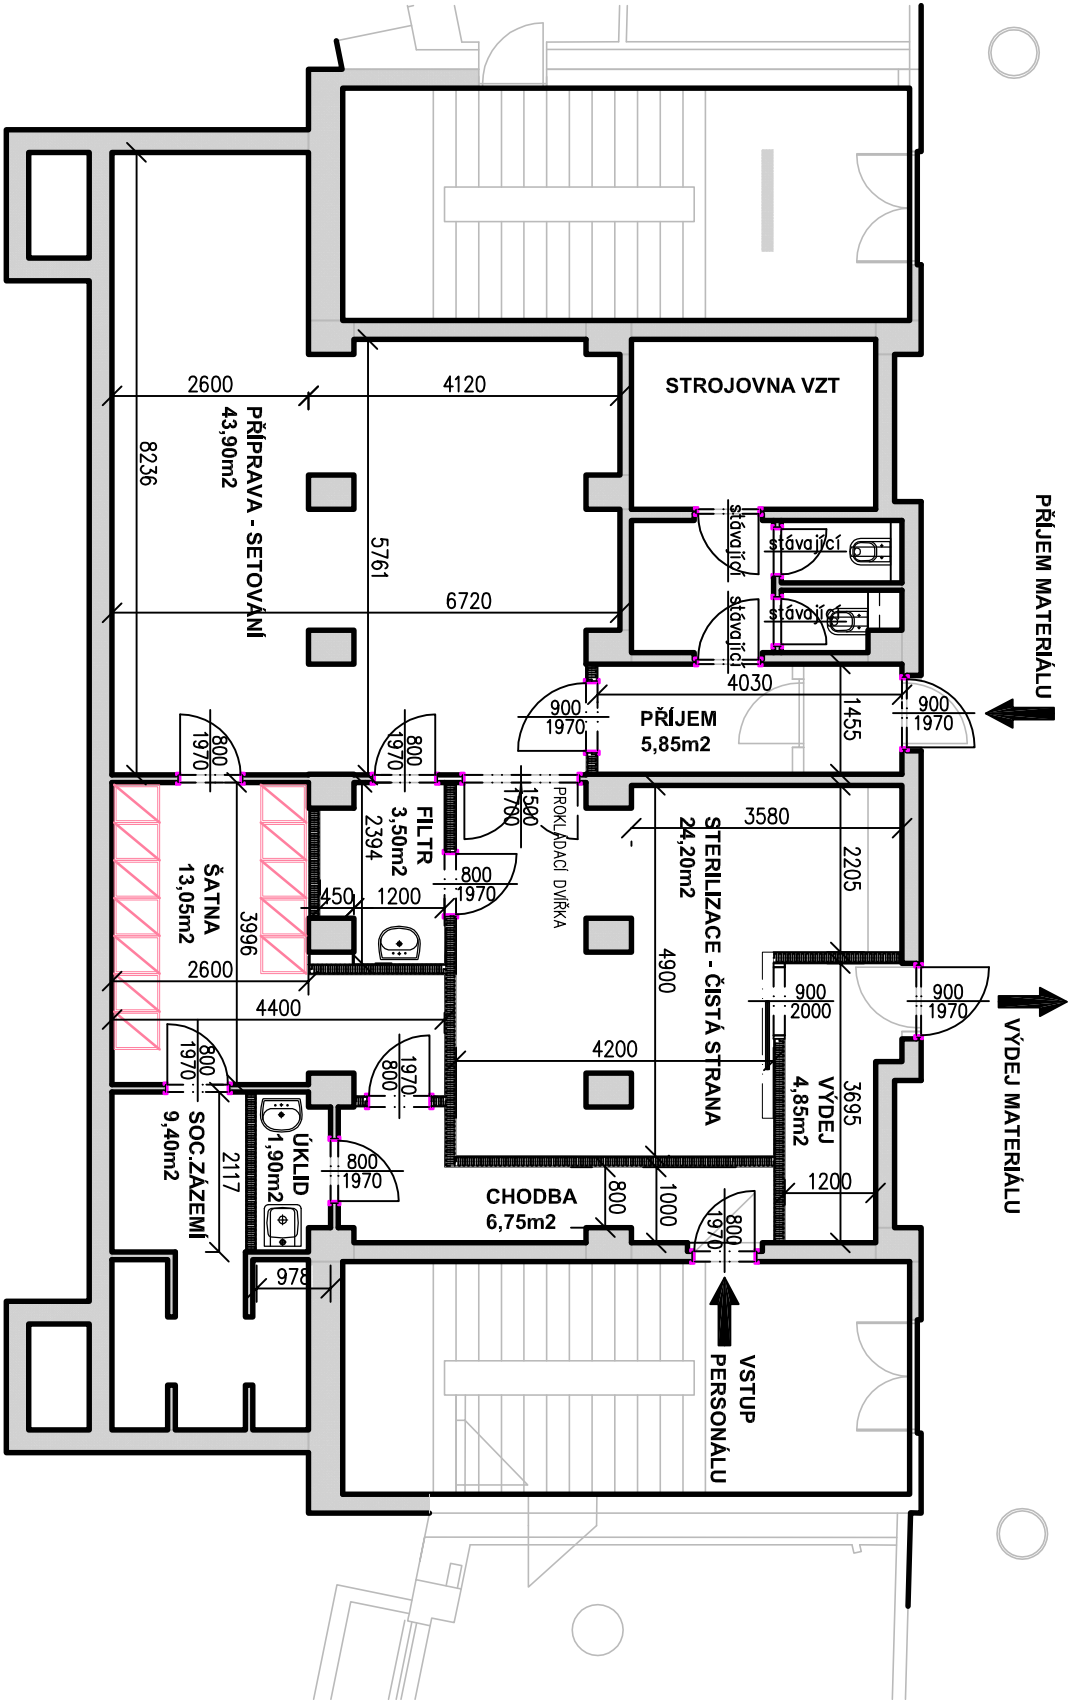 PŘÍJEM MATERIÁLU
STROJOVNA VZT
2600
4120
8236
PŘÍPRAVA - SETOVÁNÍ
43,90m2
5761
6720
stávající
stávající
stávající
stávající
stávající
4030
1455
PŘÍJEM
5,85m2
900
1970
900
1970
800
1970
800
1970
1500
1700
PROKLÁDACÍ DVÍŘKA
FILTR
3,50m2
2394
450
1200
800
1970
STERILIZACE - ČISTÁ STRANA
24,20m2
3580
2205
4900
4200
ŠATNA
13,05m2
3996
2600
4400
900
2000
900
1970
VÝDEJ MATERIÁLU
VÝDEJ
4,85m2
3695
1200
800
1970
1970
800
SOC.ZÁZEMÍ
9,40m2
2117
ÚKLID
1,90m2
800
1970
978
CHODBA
6,75m2
800
1000
800
1970
VSTUP
PERSONÁLU